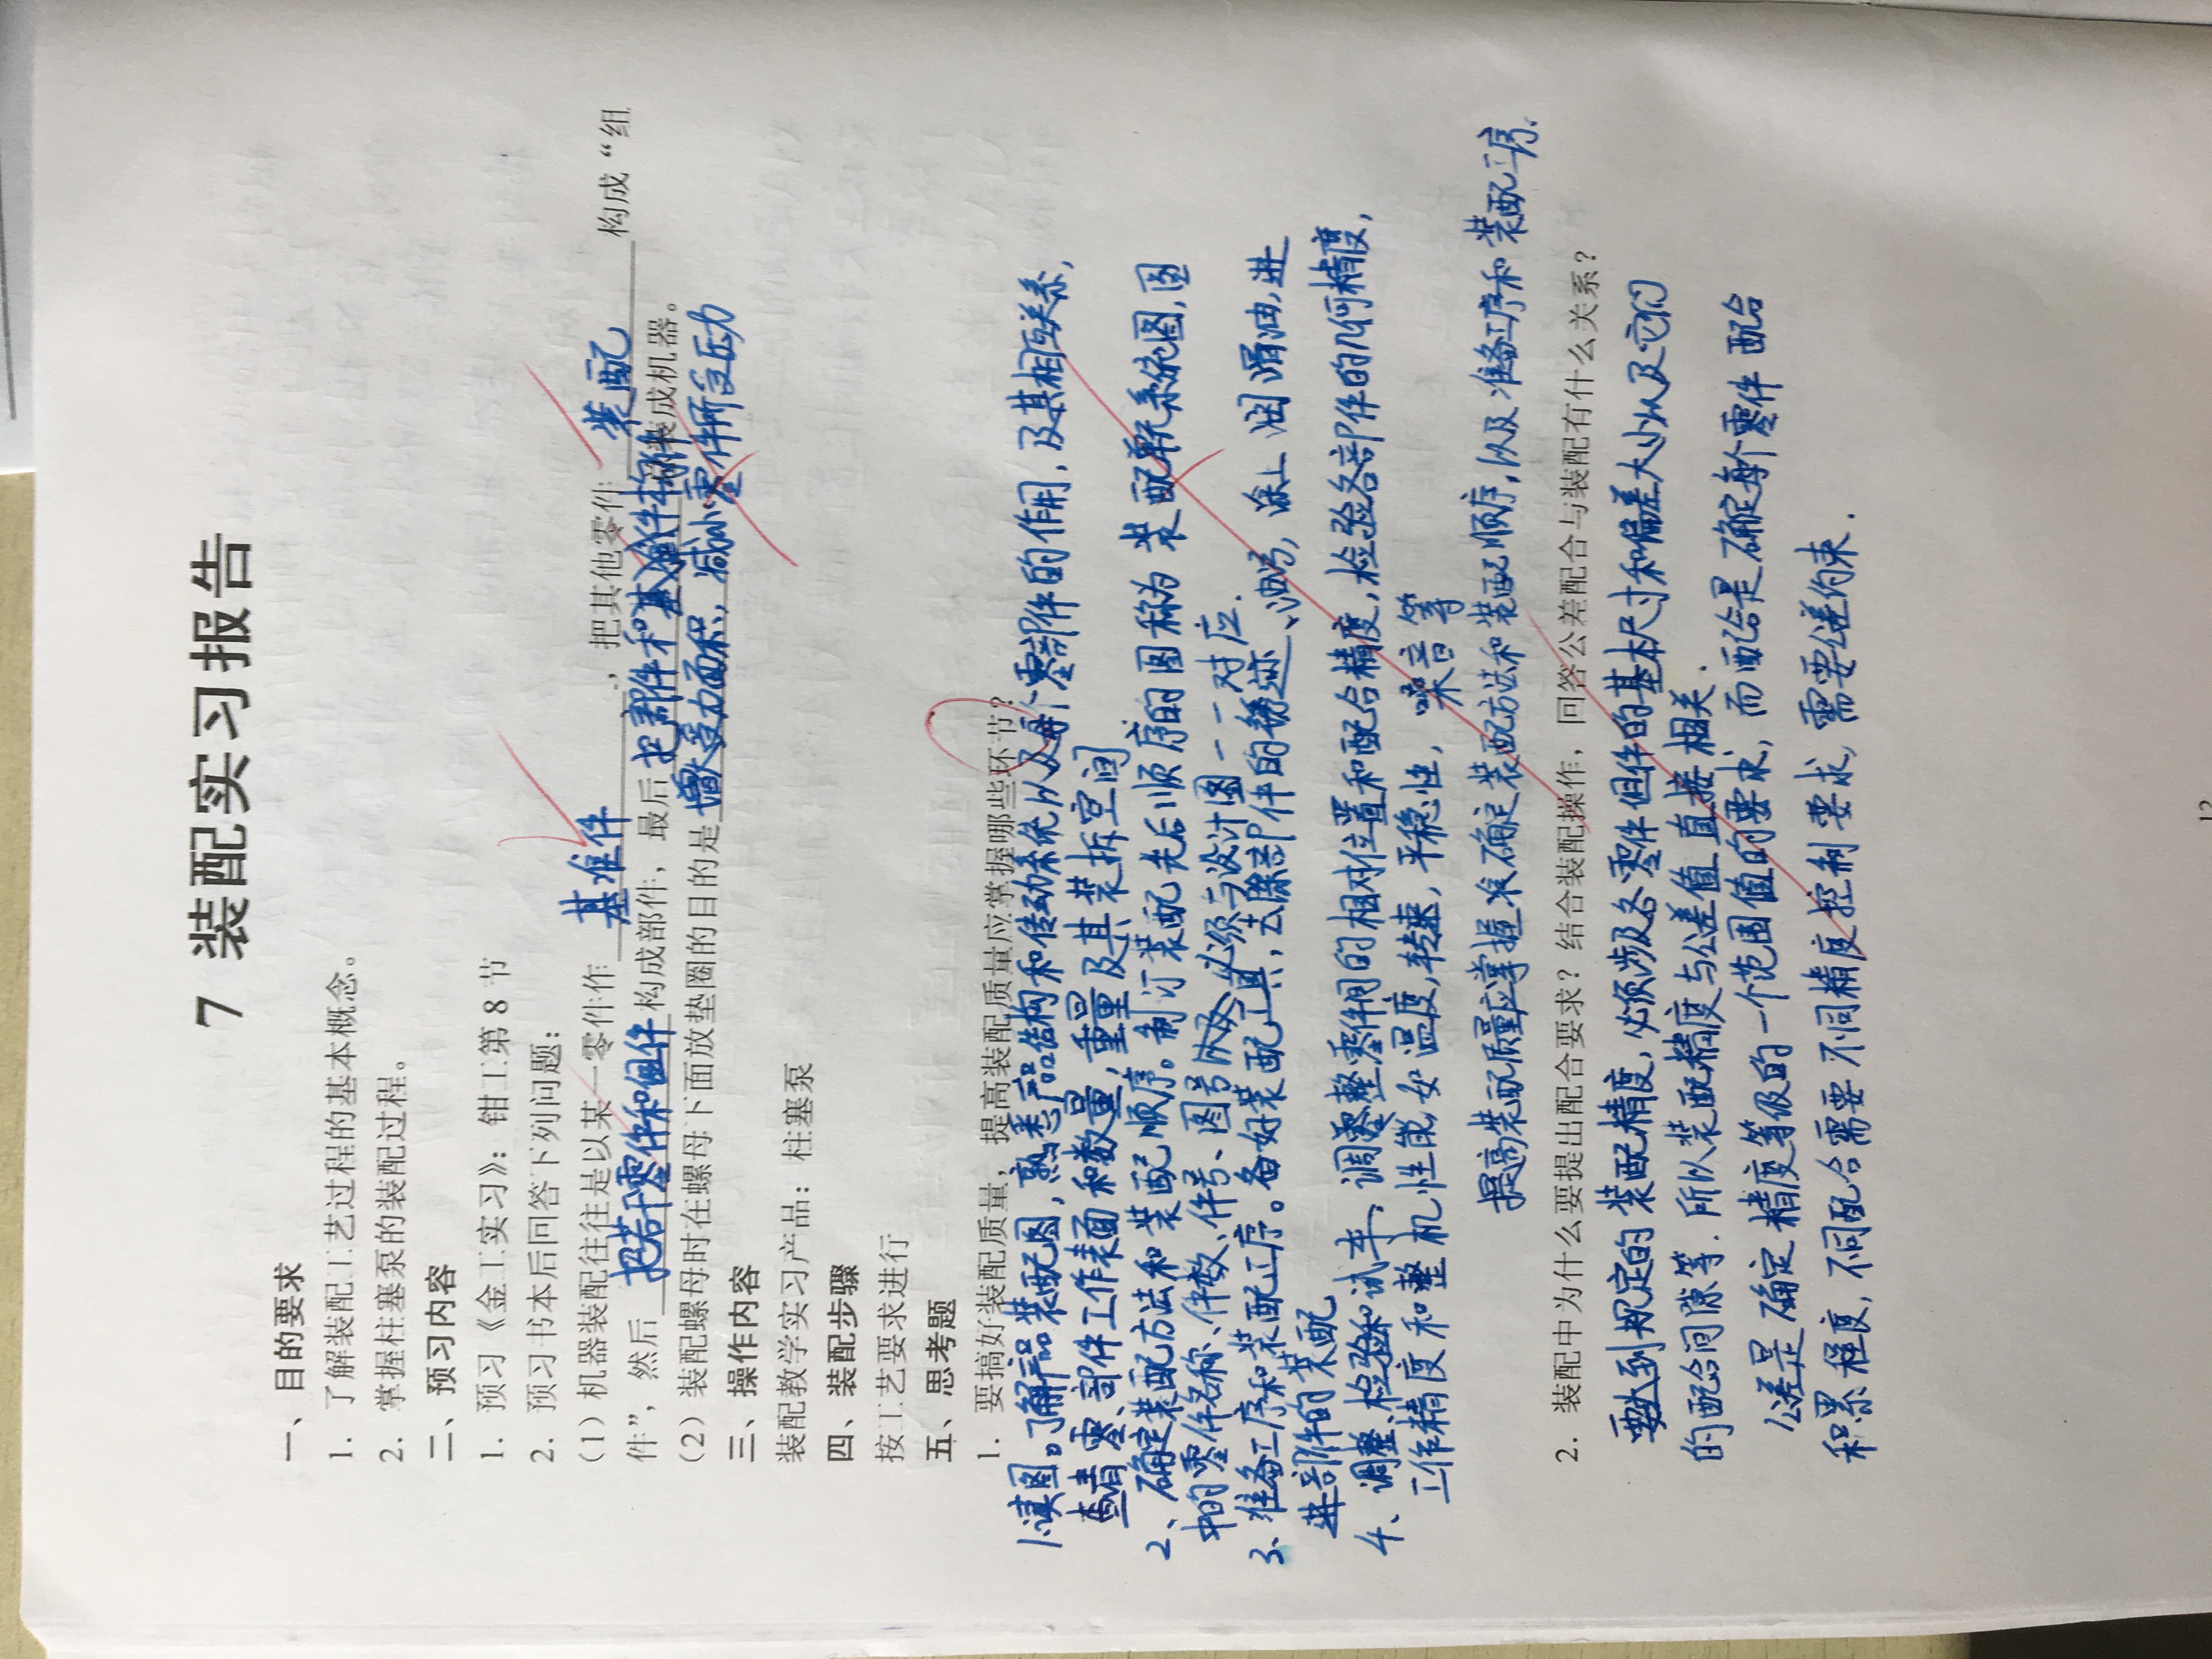 7 装配实习报告
一、目的要求
1. 了解装配工艺过程的基本概念。
2. 掌握柱塞泵的装配过程。
二、预习内容
1. 预习《金工实习》：钳工第 8 节
2. 预习书本后回答下列问题：
（1）机器装配往往是以某一零件作 基准件 ，把其他零件 装配 构成“组
件”，然后 把若干零件和组件 构成部件，最后 把部件和 装成机器。
（2）装配螺母时在螺母下面放垫圈的目的是 增大受力面积，减小零件所受压力
三、操作内容
装配教学实习产品：柱塞泵
四、装配步骤
按工艺要求进行
五、思考题
1. 要搞好装配质量，提高装配质量应掌握哪些环节？
1.读图。了解产品装配图，熟悉产品结构和传动系统以及每个零部件的作用，及其相互关系，
查清零、部件工作表面和数量，重量及其装拆空间
2、确定装配方法和装配顺序。制订装配先后顺序的图称为装配系统图，图
中的零件名称、件数、件号、图号 必须与设计图一一对应.
3、准备工序和装配工序。备好装配工具，去除部件的锈迹、油污，涂上润滑油，进
进部件的装配
4、调整、检验和试车、调整零件间的相对位置和配合精度，检验各部件的几何精度，
工作精度和整机性能，如温度，转速，平稳性，噪音等
提高装配质量应掌握准确定装配方法和装配顺序，以及准备工序和装配工序.
2. 装配中为什么要提出配合要求？结合装配操作，回答公差配合与装配有什么关系？
要达到规定的装配精度，必须涉及各零件组件的基本尺寸和偏差大小以及它们
的配合间隙等. 所以装配精度与公差值直接相关.
公差是确定精度等级的一个范围值的要求，而配合是确定每个零件配合
和累程度，不同配合需要不同精度控制要求，需要公差约束.
12